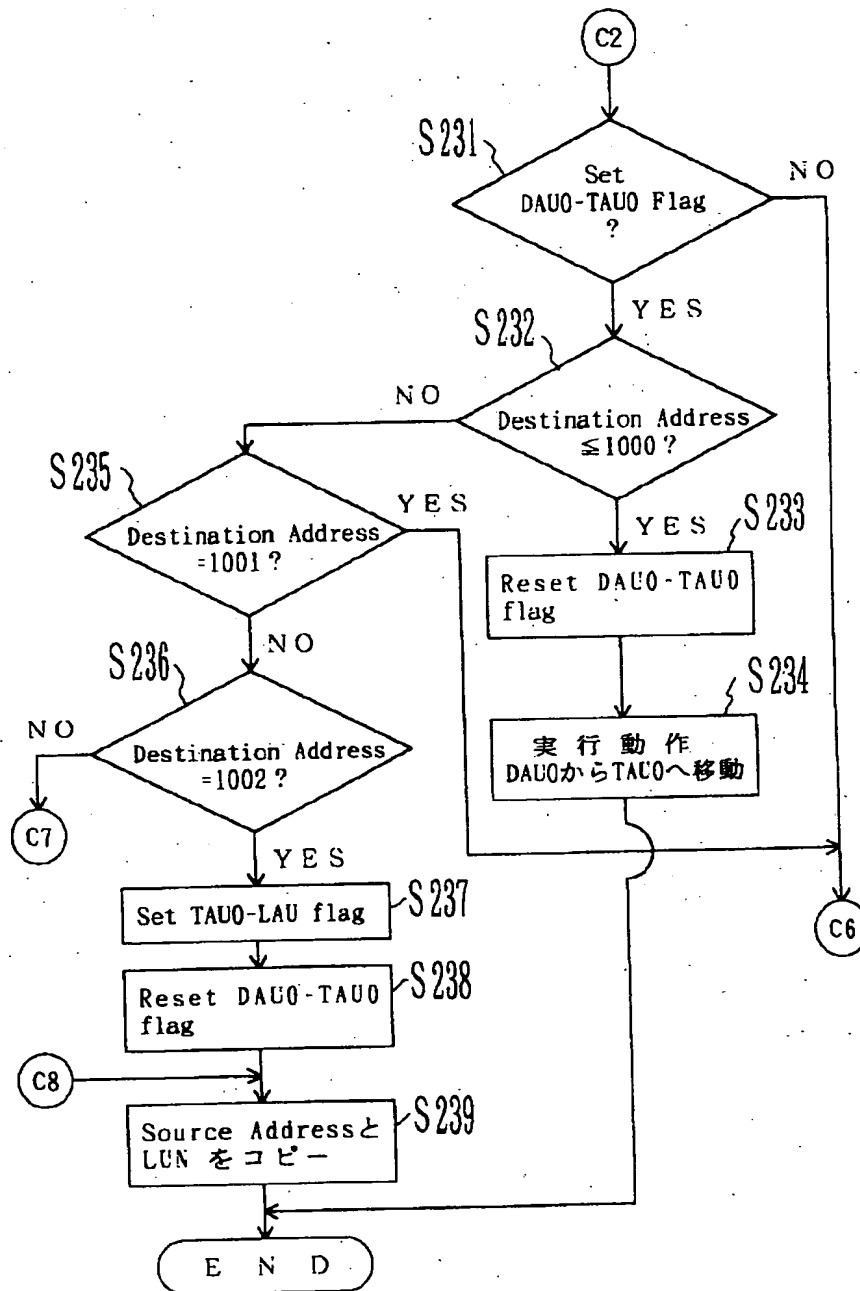 C2
S231
Set
DAU0-TAU0 Flag
?
NO
YES
S232
NO
Destination Address
≦1000?
S235
YES
Destination Address
=1001?
YES
S233
Reset DAU0-TAU0
flag
NO
S236
S234
NO
Destination Address
=1002?
実行動作
DAU0からTAU0へ移動
C7
YES
Set TAU0-LAU flag
S237
C6
Reset DAU0-TAU0
flag
S238
C8
Source Addressと
LUN をコピー
S239
END